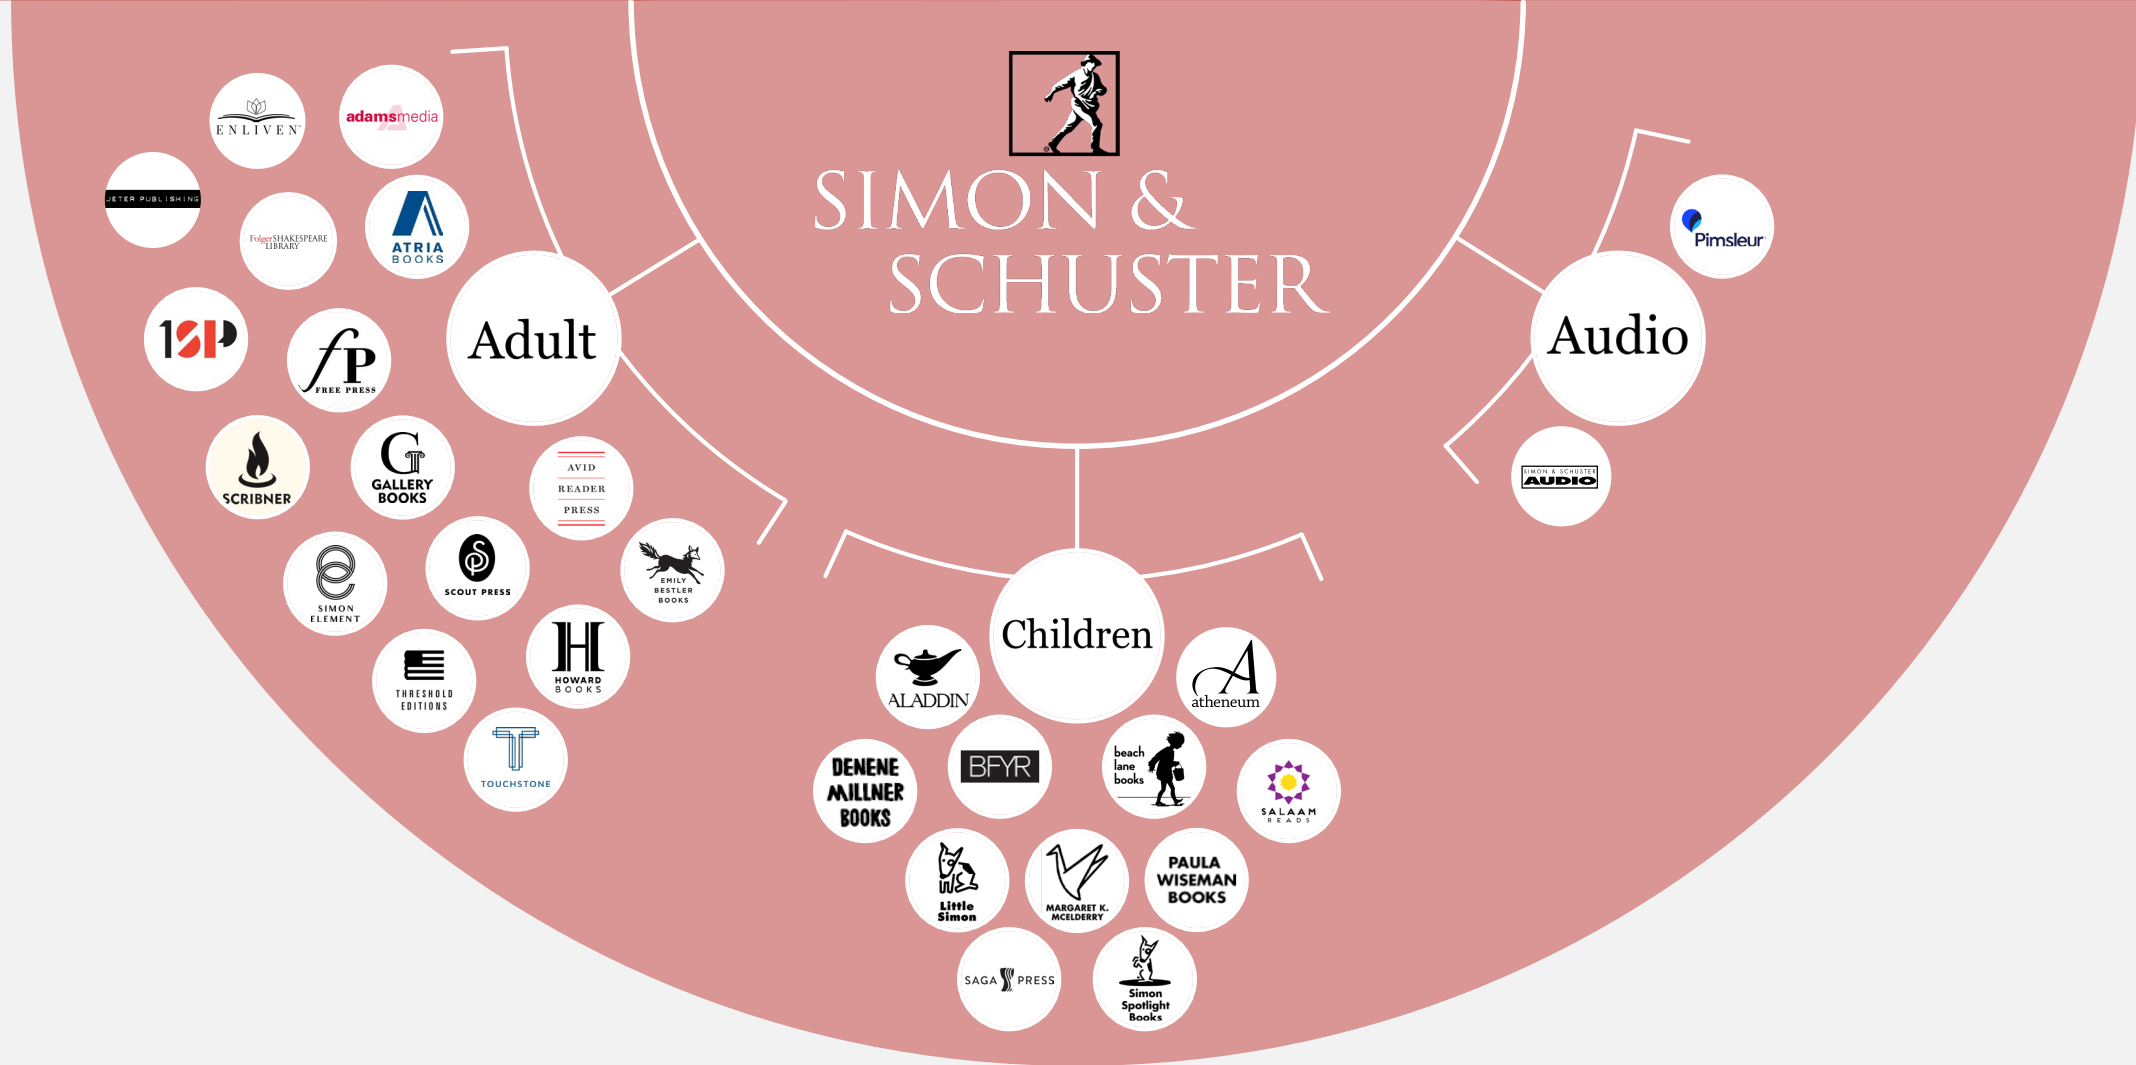 SIMON &
SCHUSTER
Adult
ENLIVEN
adamsmedia
JETER PUBLISHING
FolgerSHAKESPEARE
LIBRARY
ATRIA
BOOKS
1SP
fP
FREE PRESS
SCRIBNER
G
GALLERY
BOOKS
AVID
READER
PRESS
e
SIMON
ELEMENT
SP
SCOUT PRESS
EMILY
BESTLER
BOOKS
THRESHOLD
EDITIONS
H
HOWARD
BOOKS
T
TOUCHSTONE
Children
ALADDIN
A
atheneum
DENENE
MILLNER
BOOKS
BFYR
beach
lane
books
SALAAM
READS
Little
Simon
MARGARET K.
MCELDERRY
PAULA
WISEMAN
BOOKS
SAGA PRESS
Simon
Spotlight
Books
Audio
Pimsleur
SIMON & SCHUSTER
AUDIO